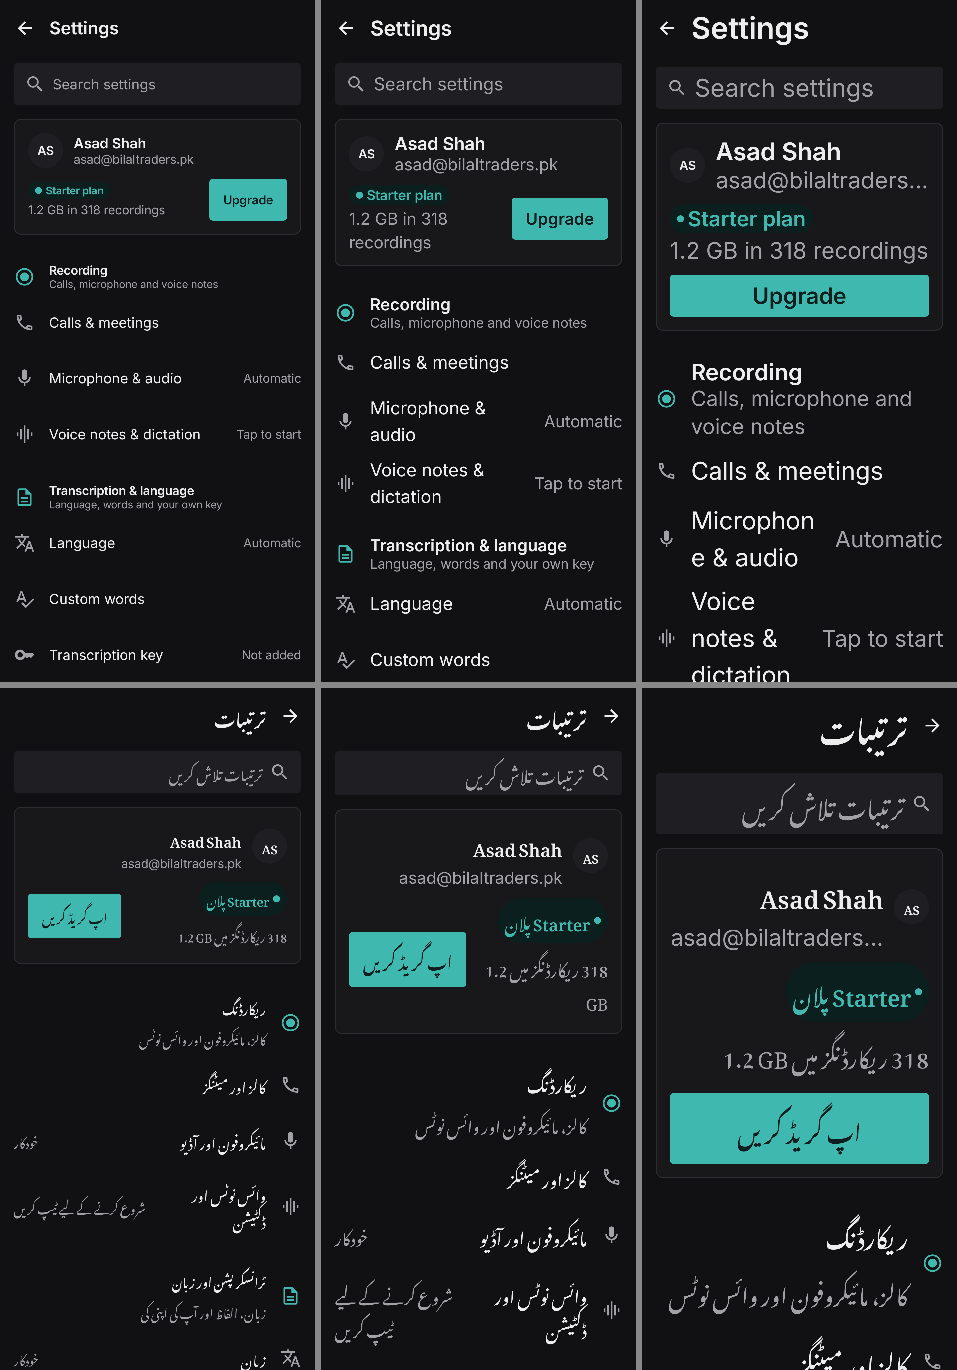 Settings
Search settings
AS
Asad Shah
asad@bilaltraders.pk
Starter plan
1.2 GB in 318 recordings
Upgrade
Recording
Calls, microphone and voice notes
Calls & meetings
Microphone & audio
Automatic
Voice notes & dictation
Tap to start
Transcription & language
Language, words and your own key
Language
Automatic
Custom words
Transcription key
Not added
Settings
Search settings
AS
Asad Shah
asad@bilaltraders.pk
Starter plan
1.2 GB in 318
recordings
Upgrade
Recording
Calls, microphone and voice notes
Calls & meetings
Microphone &
audio
Automatic
Voice notes &
dictation
Tap to start
Transcription & language
Language, words and your own key
Language
Automatic
Custom words
Settings
Search settings
AS
Asad Shah
asad@bilaltraders...
Starter plan
1.2 GB in 318 recordings
Upgrade
Recording
Calls, microphone and
voice notes
Calls & meetings
Microphon
e & audio
Automatic
Voice
notes &
dictation
Tap to start
ترتیبات
ترتیبات تلاش کریں
AS
Asad Shah
asad@bilaltraders.pk
Starter پلان
318 ریکارڈنگز میں 1.2 GB
اپ گریڈ کریں
ریکارڈنگ
کالز، مائیکروفون اور وائس نوٹس
کالز اور میٹنگز
مائیکروفون اور آڈیو
خودکار
وائس نوٹس اور
ڈکٹیشن
شروع کرنے کے لیے ٹیپ کریں
ٹرانسکرپشن اور زبان
زبان، الفاظ اور آپ کی اپنی کی
زبان
خودکار
ترتیبات
ترتیبات تلاش کریں
AS
Asad Shah
asad@bilaltraders.pk
Starter پلان
318 ریکارڈنگز میں 1.2
GB
اپ گریڈ کریں
ریکارڈنگ
کالز، مائیکروفون اور وائس نوٹس
کالز اور میٹنگز
مائیکروفون اور آڈیو
خودکار
وائس نوٹس اور
ڈکٹیشن
شروع کرنے کے لیے
ٹیپ کریں
ترتیبات
ترتیبات تلاش کریں
AS
Asad Shah
asad@bilaltraders...
Starter پلان
318 ریکارڈنگز میں 1.2 GB
اپ گریڈ کریں
ریکارڈنگ
کالز، مائیکروفون اور وائس نوٹس
کالز اور میٹنگز